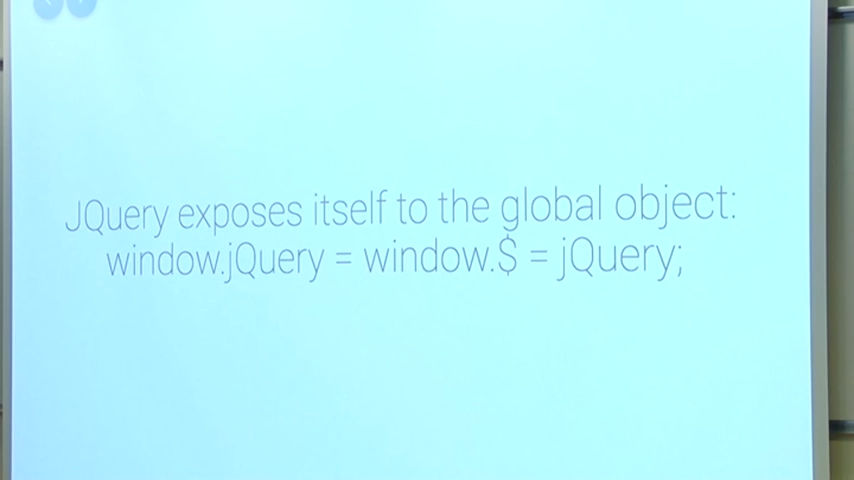 JQuery exposes itself to the global object:
window.jQuery = window.$ = jQuery;